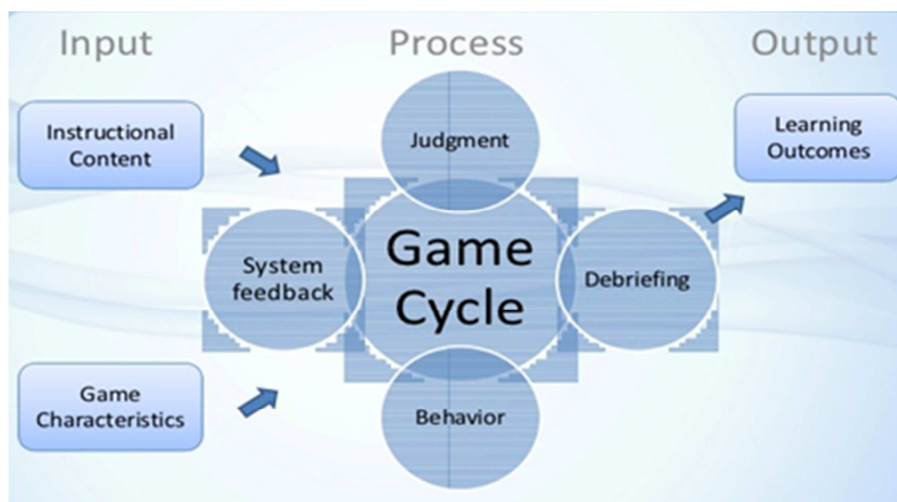 Input
Process
Output
Instructional
Content
Judgment
Learning
Outcomes
System
feedback
Game
Cycle
Debriefing
Game
Characteristics
Behavior